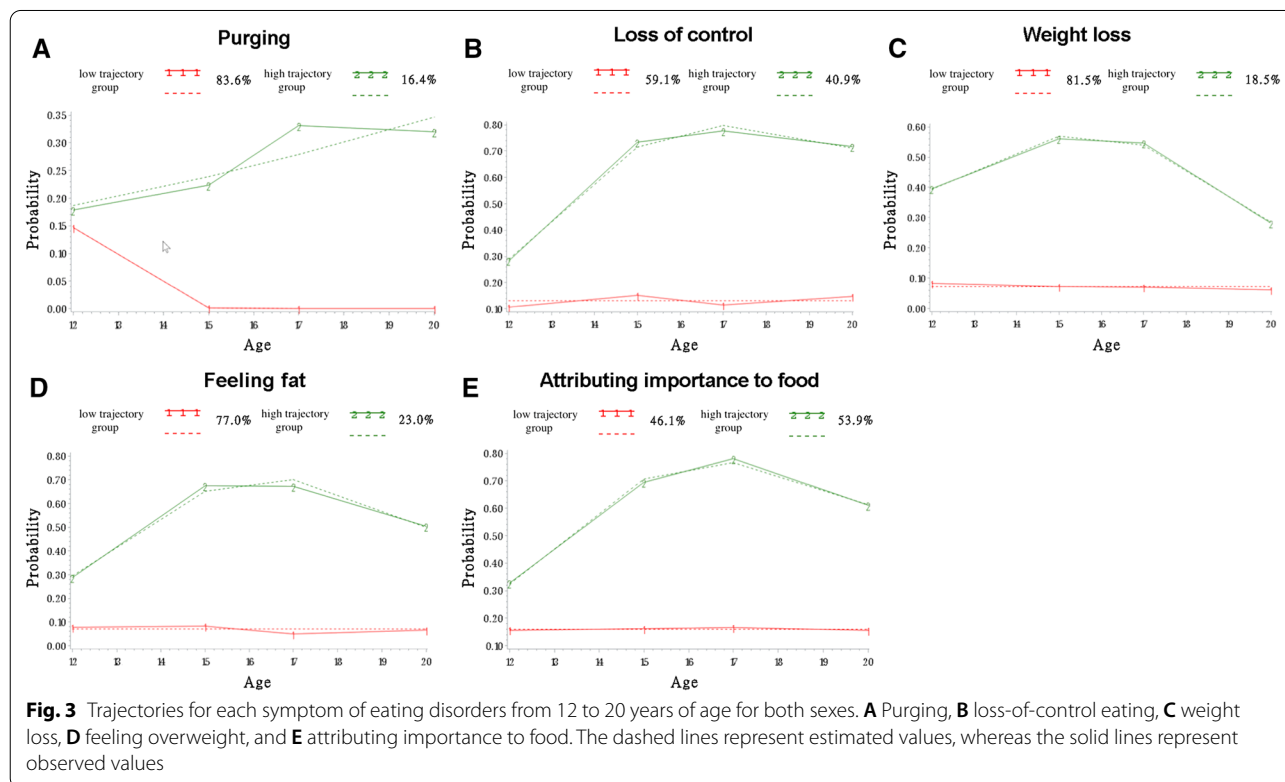 A
Purging
low trajectory group 1 1 1 83.6% high trajectory group 2 2 2 16.4%
Probability
0.35
0.30
0.25
0.20
0.15
0.10
0.05
0.00
12 13 14 15 16 17 18 19 20
Age
B
Loss of control
low trajectory group 1 1 1 59.1% high trajectory group 2 2 2 40.9%
Probability
0.80
0.70
0.60
0.50
0.40
0.30
0.20
0.10
12 13 14 15 16 17 18 19 20
Age
C
Weight loss
low trajectory group 1 1 1 81.5% high trajectory group 2 2 2 18.5%
Probability
0.60
0.50
0.40
0.30
0.20
0.10
0.00
12 13 14 15 16 17 18 19 20
Age
D
Feeling fat
low trajectory group 1 1 1 77.0% high trajectory group 2 2 2 23.0%
Probability
0.80
0.70
0.60
0.50
0.40
0.30
0.20
0.10
0.00
12 13 14 15 16 17 18 19 20
Age
E
Attributing importance to food
low trajectory group 1 1 1 46.1% high trajectory group 2 2 2 53.9%
Probability
0.80
0.70
0.60
0.50
0.40
0.30
0.20
0.10
12 13 14 15 16 17 18 19 20
Age
Fig. 3 Trajectories for each symptom of eating disorders from 12 to 20 years of age for both sexes. A Purging, B loss-of-control eating, C weight
loss, D feeling overweight, and E attributing importance to food. The dashed lines represent estimated values, whereas the solid lines represent
observed values